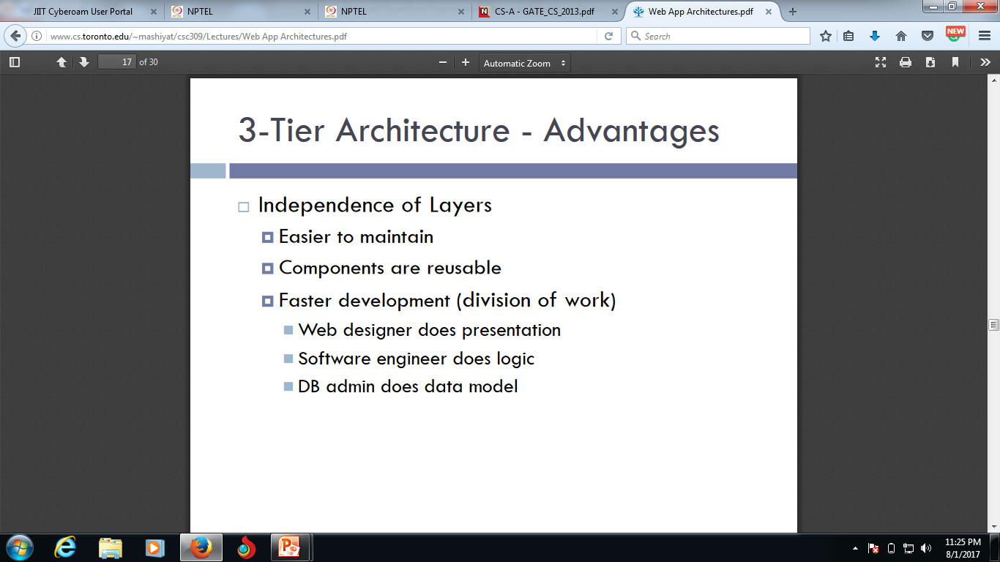 JIIT Cyberoam User Portal
NPTEL
NPTEL
CS-A - GATE_CS_2013.pdf
Web App Architectures.pdf
www.cs.toronto.edu/~mashiyat/csc309/Lectures/Web App Architectures.pdf
Search
NEW
17 of 30
Automatic Zoom
3-Tier Architecture - Advantages
Independence of Layers
Easier to maintain
Components are reusable
Faster development (division of work)
Web designer does presentation
Software engineer does logic
DB admin does data model
11:25 PM
8/1/2017